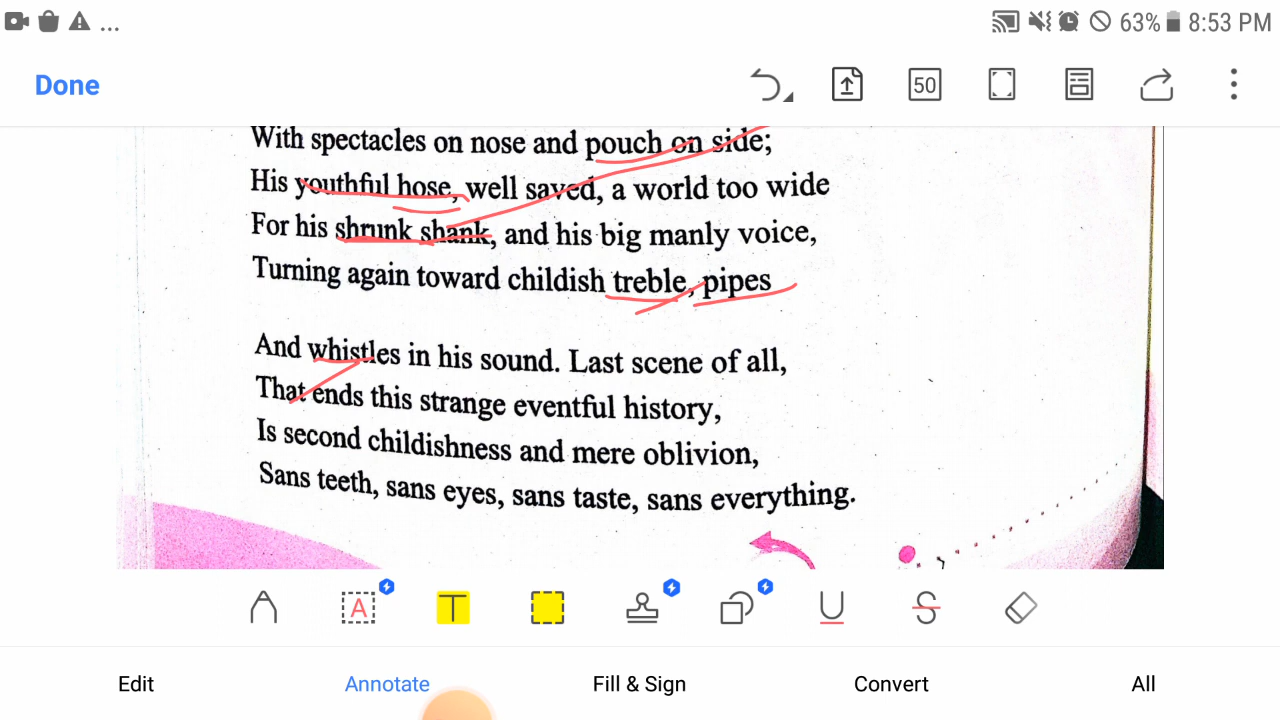 ... 63% 8:53 PM
Done 50
With spectacles on nose and pouch on side;
His youthful hose, well saved, a world too wide
For his shrunk shank, and his big manly voice,
Turning again toward childish treble, pipes
And whistles in his sound. Last scene of all,
That ends this strange eventful history,
Is second childishness and mere oblivion,
Sans teeth, sans eyes, sans taste, sans everything.
A T U S
Edit Annotate Fill & Sign Convert All